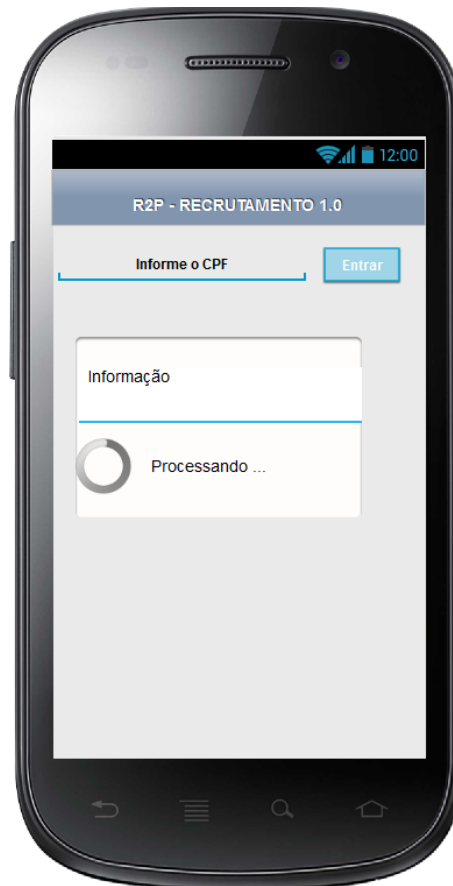 12:00
R2P - RECRUTAMENTO 1.0
Informe o CPF
Entrar
Informação
Processando ...